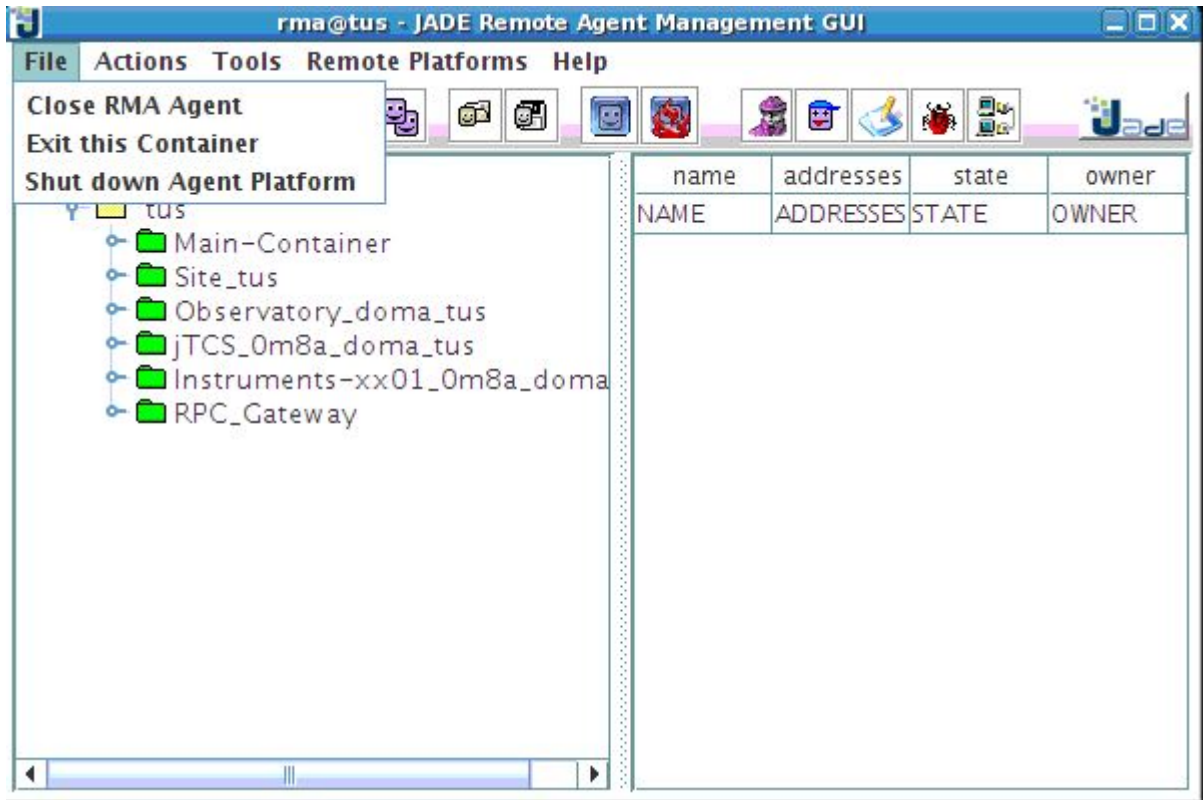 rma@tus - JADE Remote Agent Management GUI
File Actions Tools Remote Platforms Help
Close RMA Agent
Exit this Container
Shut down Agent Platform
Jade
name addresses state owner
NAME ADDRESSES STATE OWNER
tus
Main-Container
Site_tus
Observatory_doma_tus
jTCS_0m8a_doma_tus
Instruments-xx01_0m8a_doma
RPC_Gateway